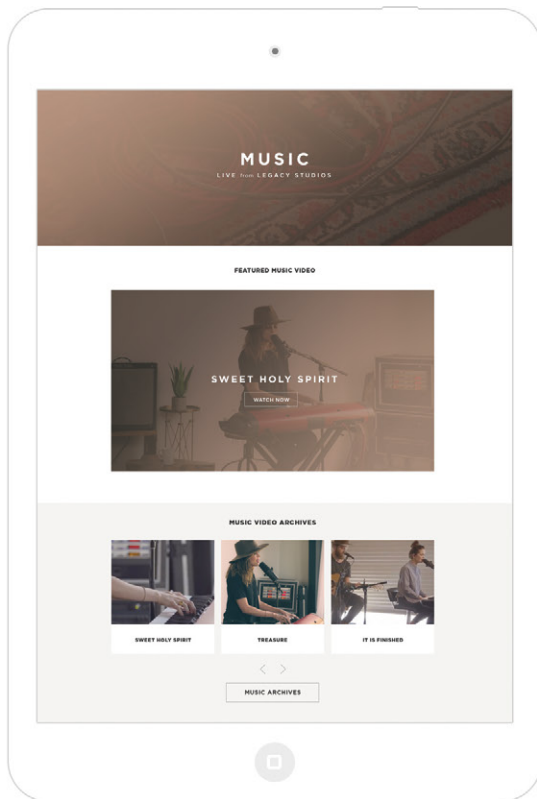 MUSIC
LIVE from LEGACY STUDIOS
FEATURED MUSIC VIDEO
SWEET HOLY SPIRIT
WATCH NOW
MUSIC VIDEO ARCHIVES
SWEET HOLY SPIRIT
TREASURE
IT IS FINISHED
MUSIC ARCHIVES